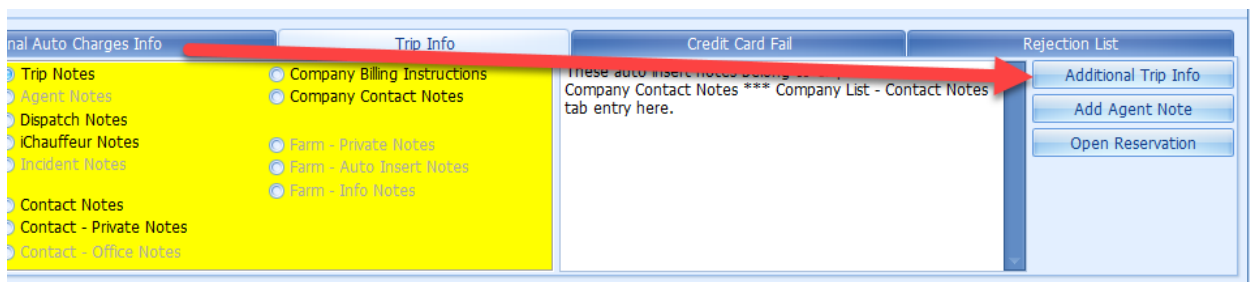 nal Auto Charges Info
Trip Info
Credit Card Fail
Rejection List
Trip Notes
Agent Notes
Dispatch Notes
iChauffeur Notes
Incident Notes
Contact Notes
Contact - Private Notes
Contact - Office Notes
Company Billing Instructions
Company Contact Notes
Farm - Private Notes
Farm - Auto Insert Notes
Farm - Info Notes
These auto insert notes belong to
Company Contact Notes *** Company List - Contact Notes
tab entry here.
Additional Trip Info
Add Agent Note
Open Reservation